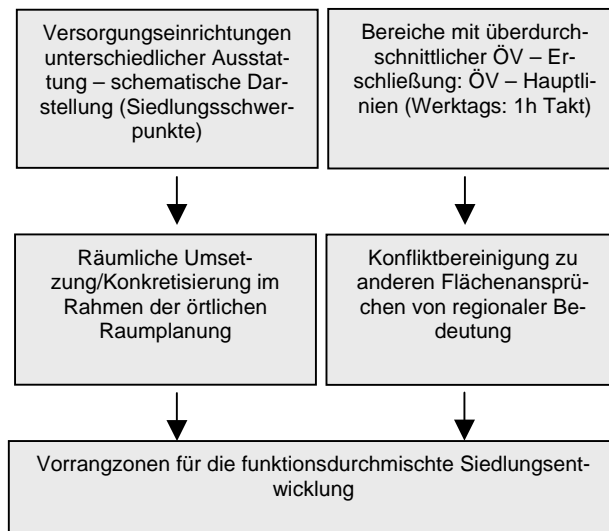 Versorgungseinrichtungen
unterschiedlicher Ausstat-
tung – schematische Dar-
stellung (Siedlungsschwer-
punkte)
Bereiche mit überdurch-
schnittlicher ÖV – Er-
schließung: ÖV – Hauptli-
nien (Werktags: 1h Takt)
Räumliche Umset-
zung/Konkretisierung im
Rahmen der örtlichen
Raumplanung
Konfliktbereinigung zu
anderen Flächenansprü-
chen von regionaler Be-
deutung
Vorrangzonen für die funktionsdurchmischte Siedlungsent-
wicklung